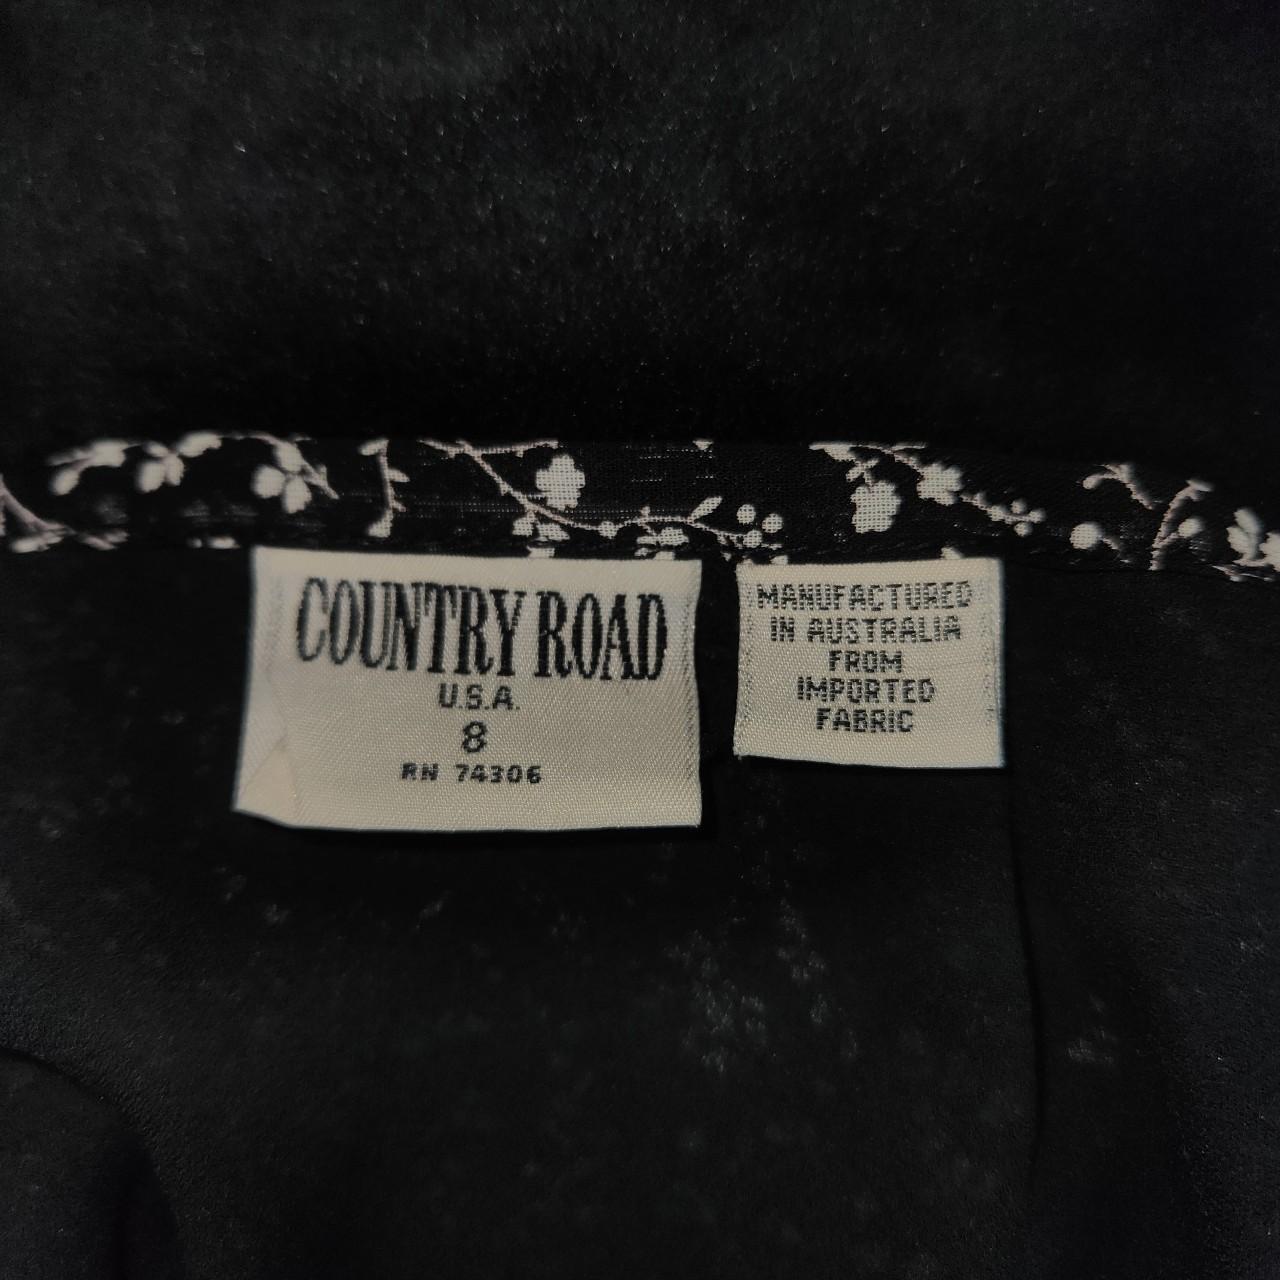 COUNTRY ROAD
U.S.A.
8
RN 74306
MANUFACTURED
IN AUSTRALIA
FROM
IMPORTED
FABRIC